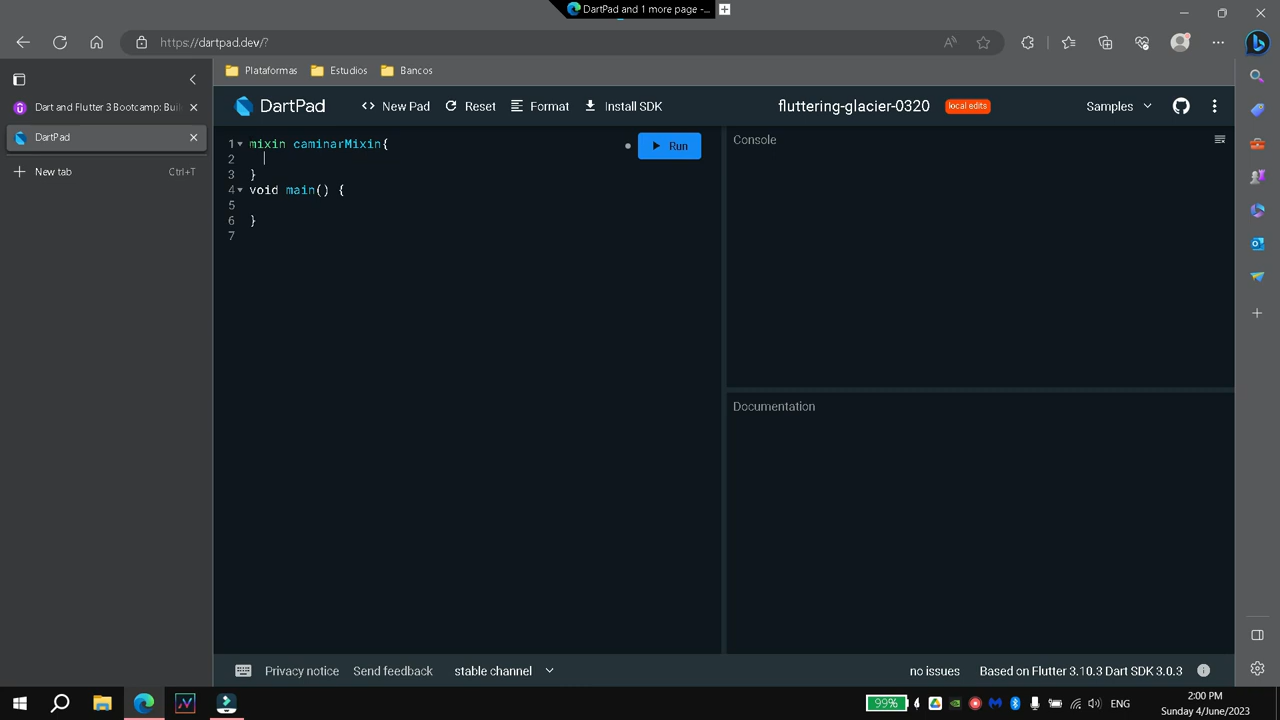 DartPad and 1 more page -...
https://dartpad.dev/?
Plataformas
Estudios
Bancos
Dart and Flutter 3 Bootcamp: Buil
DartPad
New tab
Ctrl+T
DartPad
New Pad
Reset
Format
Install SDK
fluttering-glacier-0320
local edits
Samples
1 mixin caminarMixin{
2
3 }
4 void main() {
5
6 }
7
Run
Console
Documentation
Privacy notice
Send feedback
stable channel
no issues
Based on Flutter 3.10.3 Dart SDK 3.0.3
99%
ENG
2:00 PM
Sunday 4/June/2023